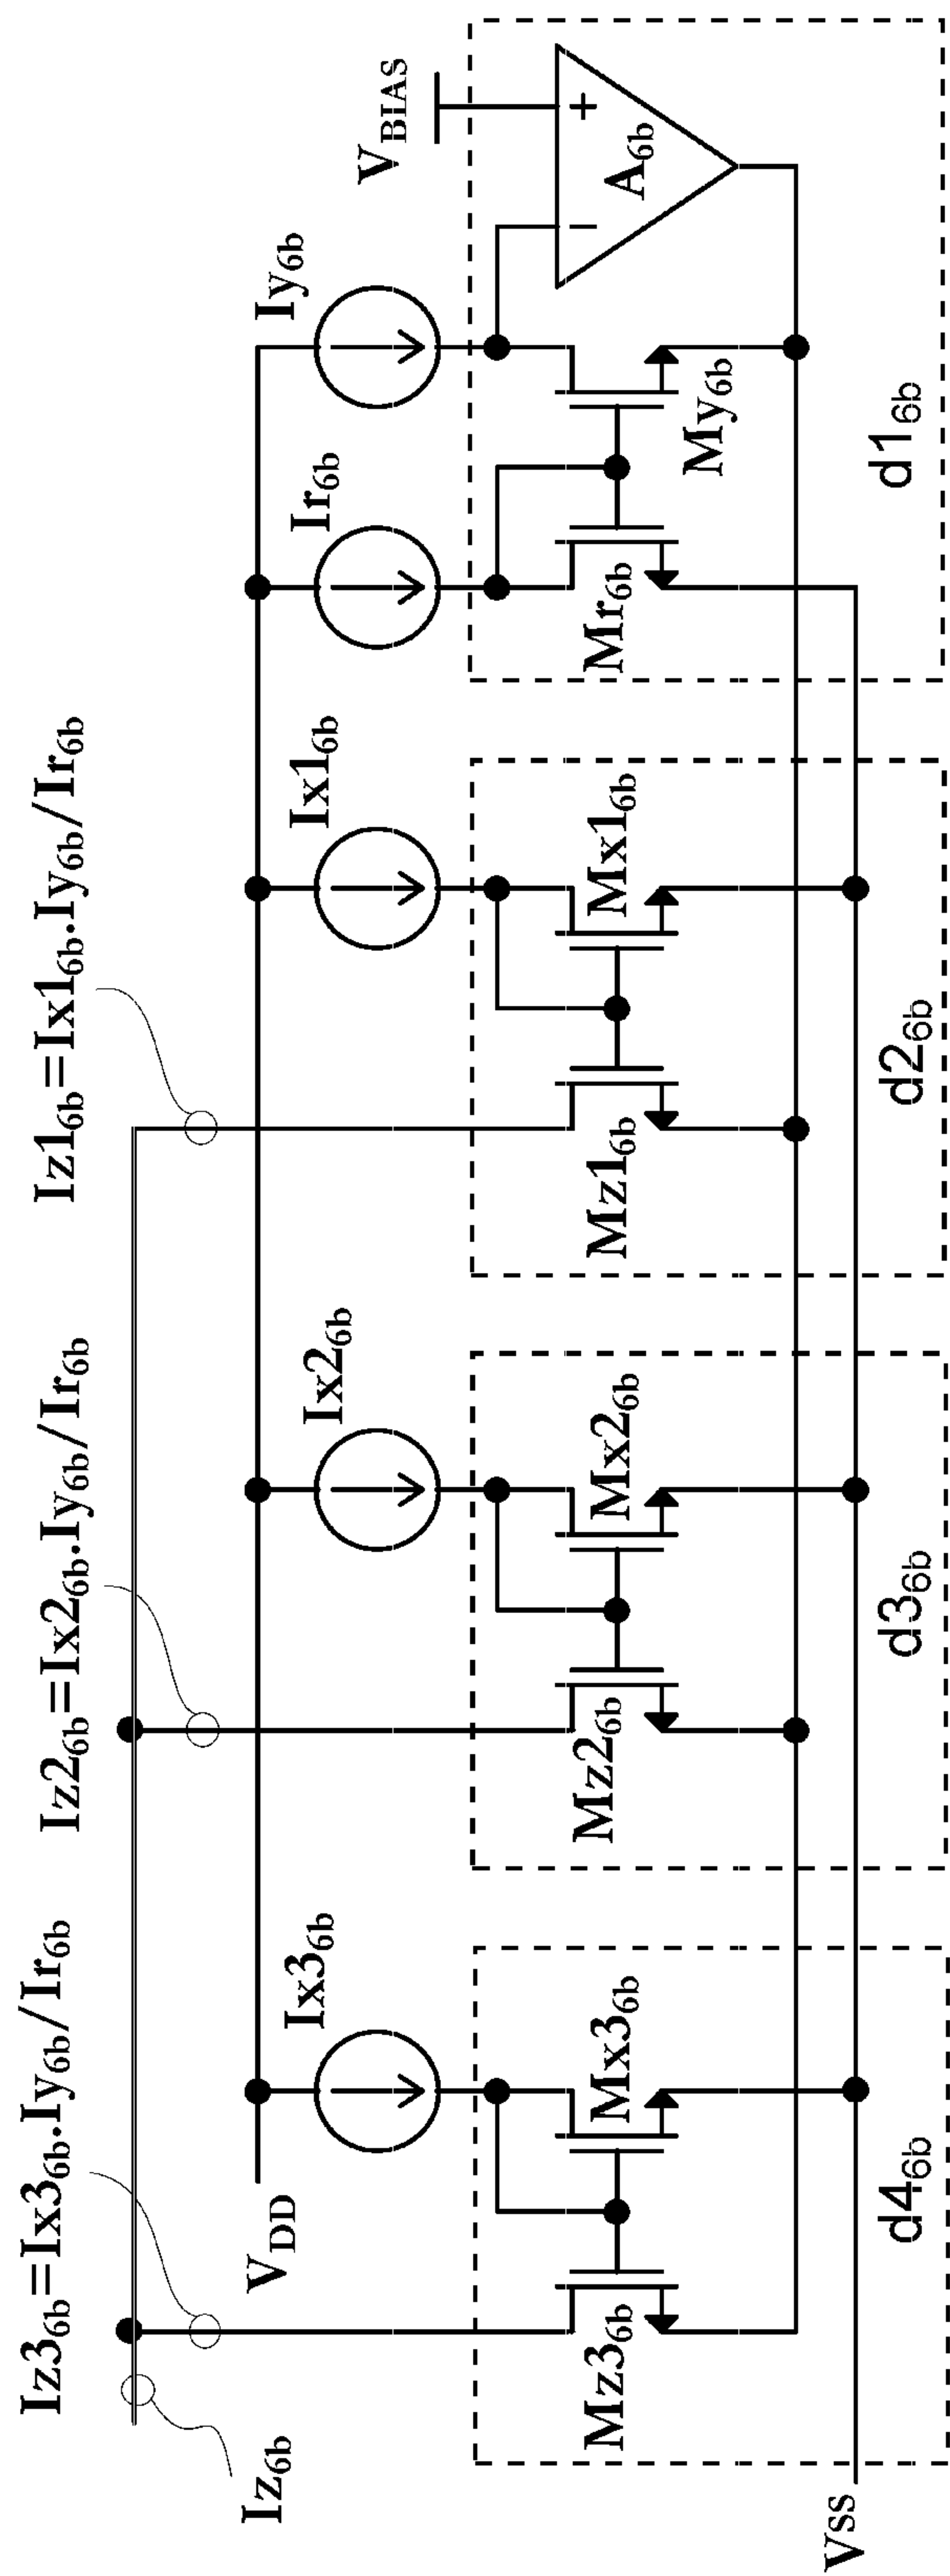 Iz3₆b=Ix3₆b.Iy₆b/Ir₆b
Iz2₆b=Ix2₆b.Iy₆b/Ir₆b
Iz1₆b=Ix1₆b.Iy₆b/Ir₆b
Iz₆b
VDD
Ix3₆b
Ix2₆b
Ix1₆b
Ir₆b
Iy₆b
VBIAS
Mz3₆b
Mx3₆b
Mz2₆b
Mx2₆b
Mz1₆b
Mx1₆b
Mr₆b
My₆b
−
+
A₆b
d4₆b
d3₆b
d2₆b
d1₆b
Vss